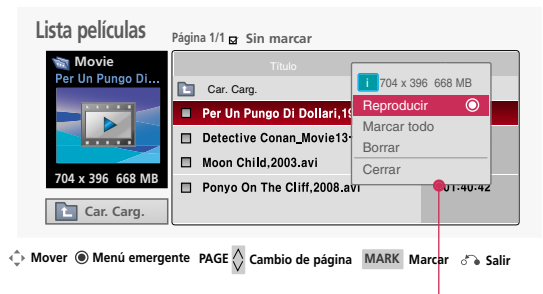 Lista películas
Página 1/1 Sin marcar
Movie
Per Un Pungo Di...
704 x 396 668 MB
Car. Carg.
Título
Car. Carg.
Per Un Pungo Di Dollari,19
Detective Conan_Movie13
Moon Child,2003.avi
Ponyo On The Cliff,2008.avi
01:40:42
i 704 x 396 668 MB
Reproducir
Marcar todo
Borrar
Cerrar
Mover Menú emergente PAGE Cambio de página MARK Marcar Salir